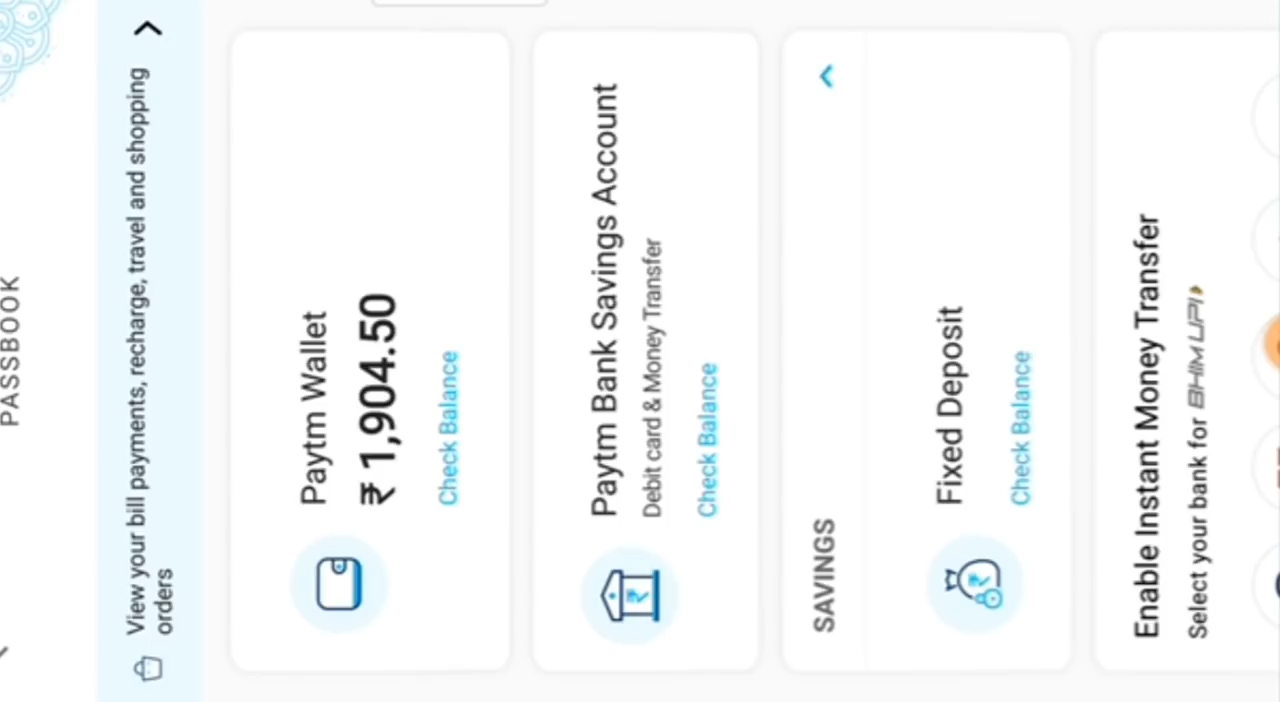 PASSBOOK
View your bill payments, recharge, travel and shopping
orders
Paytm Wallet
₹ 1,904.50
Check Balance
Paytm Bank Savings Account
Debit card & Money Transfer
Check Balance
SAVINGS
Fixed Deposit
Check Balance
Enable Instant Money Transfer
Select your bank for BHIM UPI